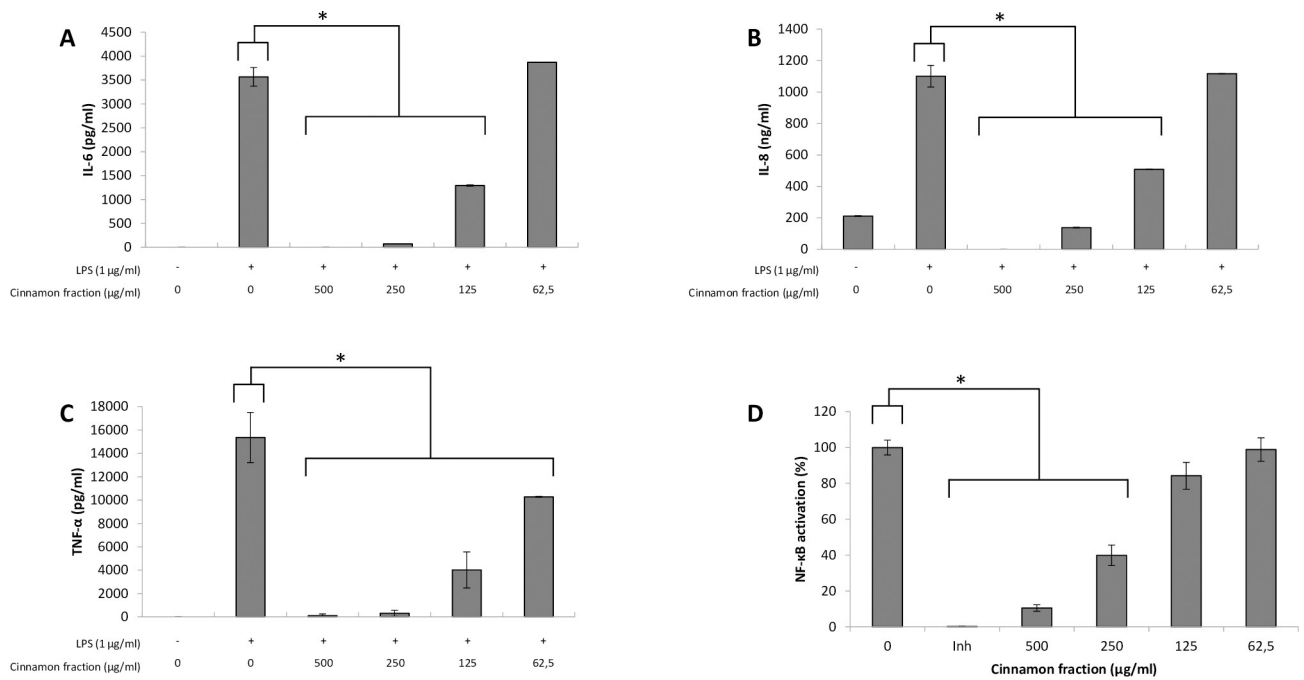 A
*
IL-6 (pg/ml)
4500
4000
3500
3000
2500
2000
1500
1000
500
0
LPS (1 µg/ml) - + + + + +
Cinnamon fraction (µg/ml) 0 0 500 250 125 62,5
B
*
IL-8 (ng/ml)
1400
1200
1000
800
600
400
200
0
LPS (1 µg/ml) - + + + + +
Cinnamon fraction (µg/ml) 0 0 500 250 125 62,5
C
*
TNF-α (pg/ml)
18000
16000
14000
12000
10000
8000
6000
4000
2000
0
LPS (1 µg/ml) - + + + + +
Cinnamon fraction (µg/ml) 0 0 500 250 125 62,5
D
*
NF-κB activation (%)
120
100
80
60
40
20
0
0 Inh 500 250 125 62,5
Cinnamon fraction (µg/ml)